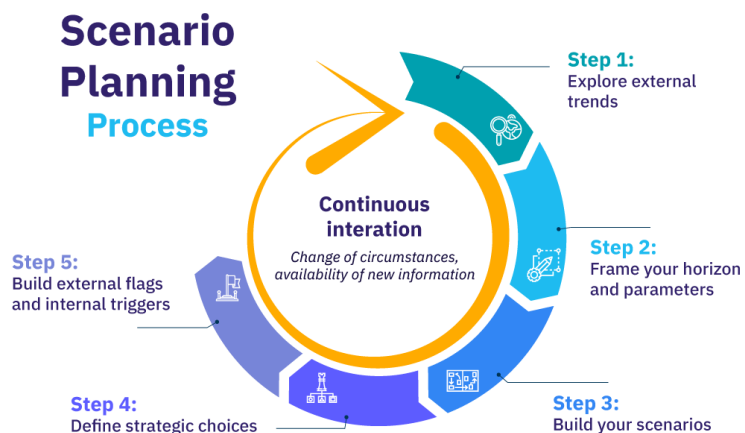 Scenario
Planning
Process
Step 1:
Explore external
trends
Step 2:
Frame your horizon
and parameters
Step 3:
Build your scenarios
Step 4:
Define strategic choices
Step 5:
Build external flags
and internal triggers
Continuous
interation
Change of circumstances,
availability of new information